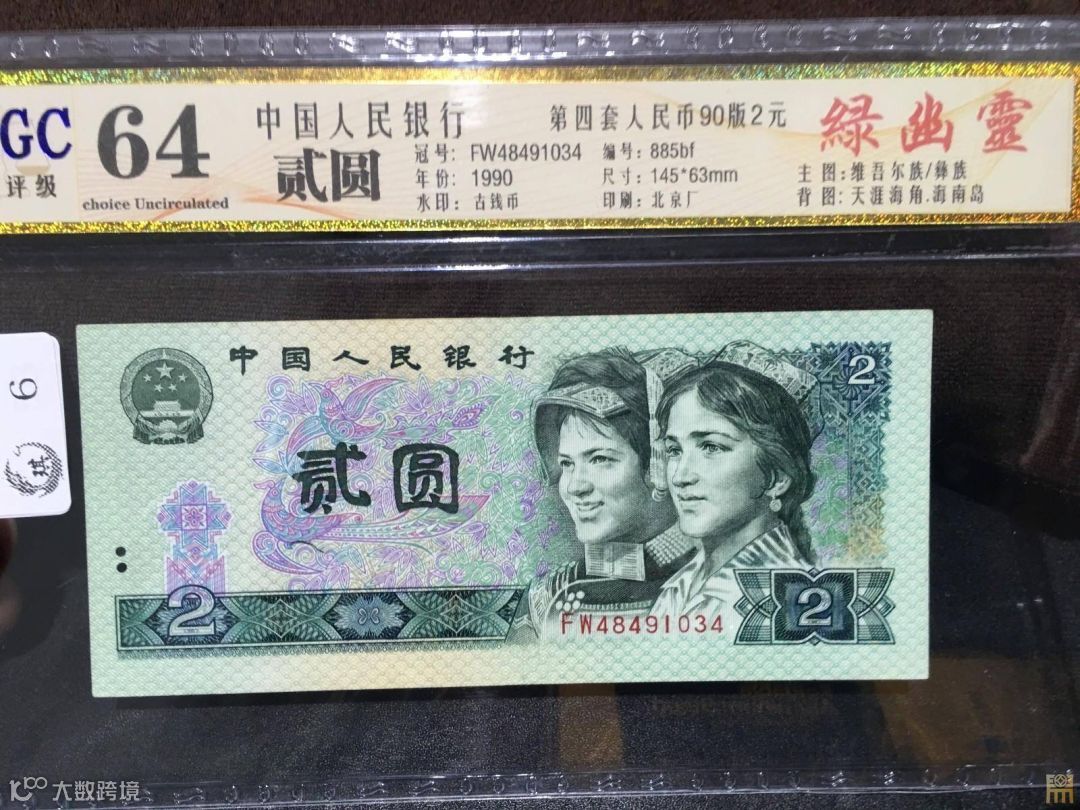 GC
评级
64
choice Uncirculated
中国人民银行
贰圆
第四套人民币90版2元
冠号: FW48491034 编号: 885bf
年份: 1990 尺寸: 145*63mm
水印: 古钱币 印刷: 北京厂
綠幽靈
主 图: 维吾尔族/彝族
背 图: 天涯海角.海南岛
中国人民银行
2
贰圆
2
FW48491034
2
6
琪
大数跨境